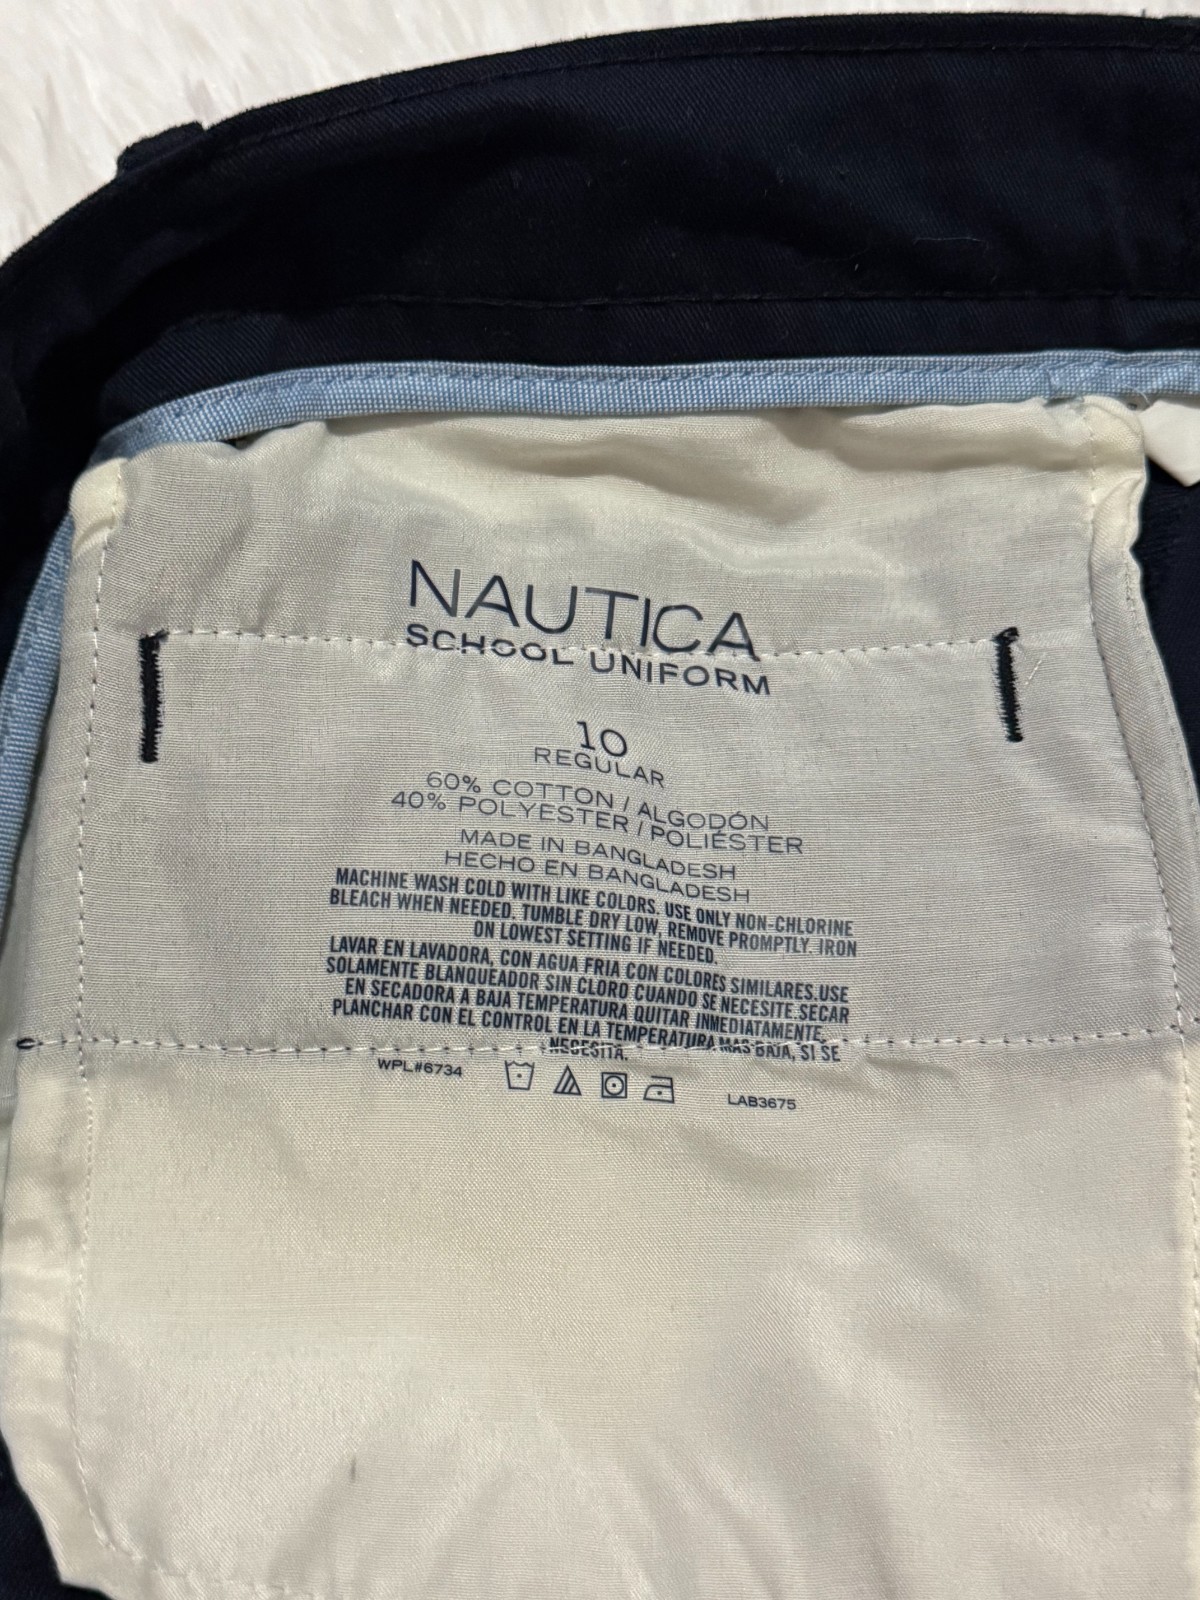 NAUTICA
SCHOOL UNIFORM
10
REGULAR
60% COTTON / ALGODÓN
40% POLYESTER / POLIÉSTER
MADE IN BANGLADESH
HECHO EN BANGLADESH
MACHINE WASH COLD WITH LIKE COLORS. USE ONLY NON-CHLORINE
BLEACH WHEN NEEDED. TUMBLE DRY LOW, REMOVE PROMPTLY. IRON
ON LOWEST SETTING IF NEEDED.
LAVAR EN LAVADORA, CON AGUA FRIA CON COLORES SIMILARES.USE
SOLAMENTE BLANQUEADOR SIN CLORO CUANDO SE NECESITE.SECAR
EN SECADORA A BAJA TEMPERATURA QUITAR INMEDIATAMENTE,
PLANCHAR CON EL CONTROL EN LA TEMPERATURA MAS BAJA, SI SE
NECESITA.
WPL#6734
LAB3675